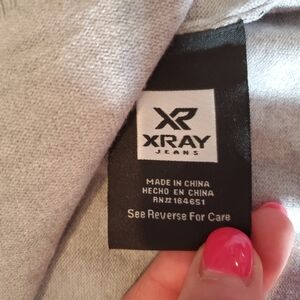 XR
XRAY
JEANS
MADE IN CHINA
HECHO EN CHINA
RN# 164651
See Reverse For Care